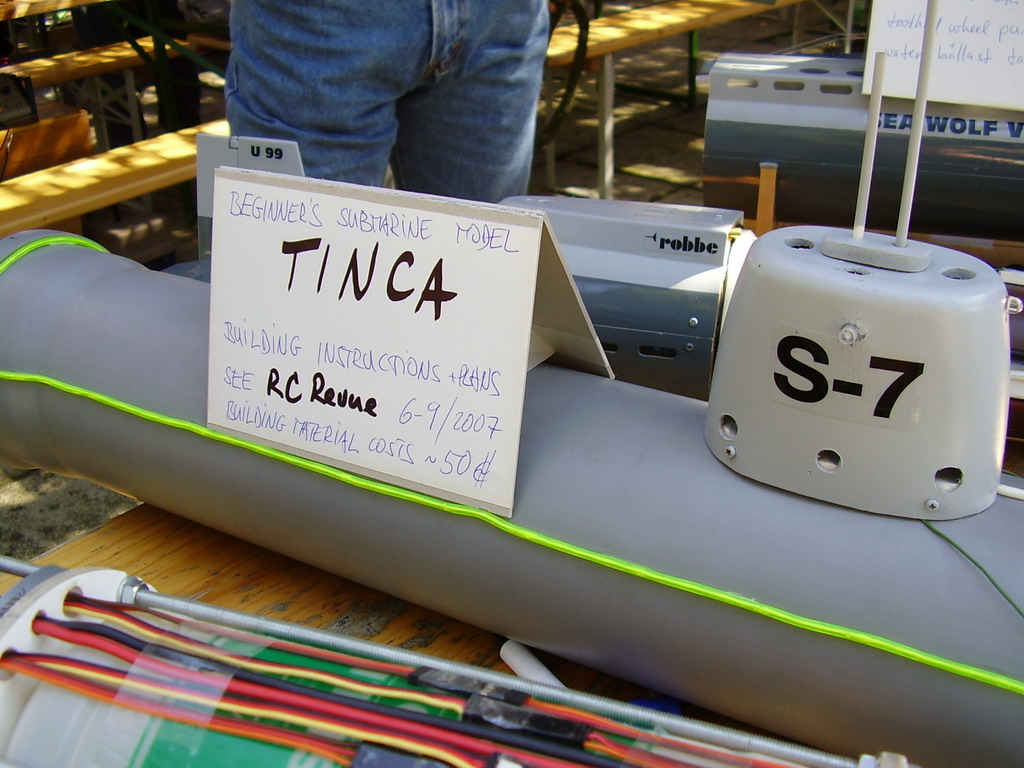 BEGINNER'S SUBMARINE MODEL
TINCA
BUILDING INSTRUCTIONS + PLANS
SEE RC Revue 6-9/2007
BUILDING MATERIAL COSTS ~50
U 99
robbe
S-7
wheel
water ballast
SEA WOLF V